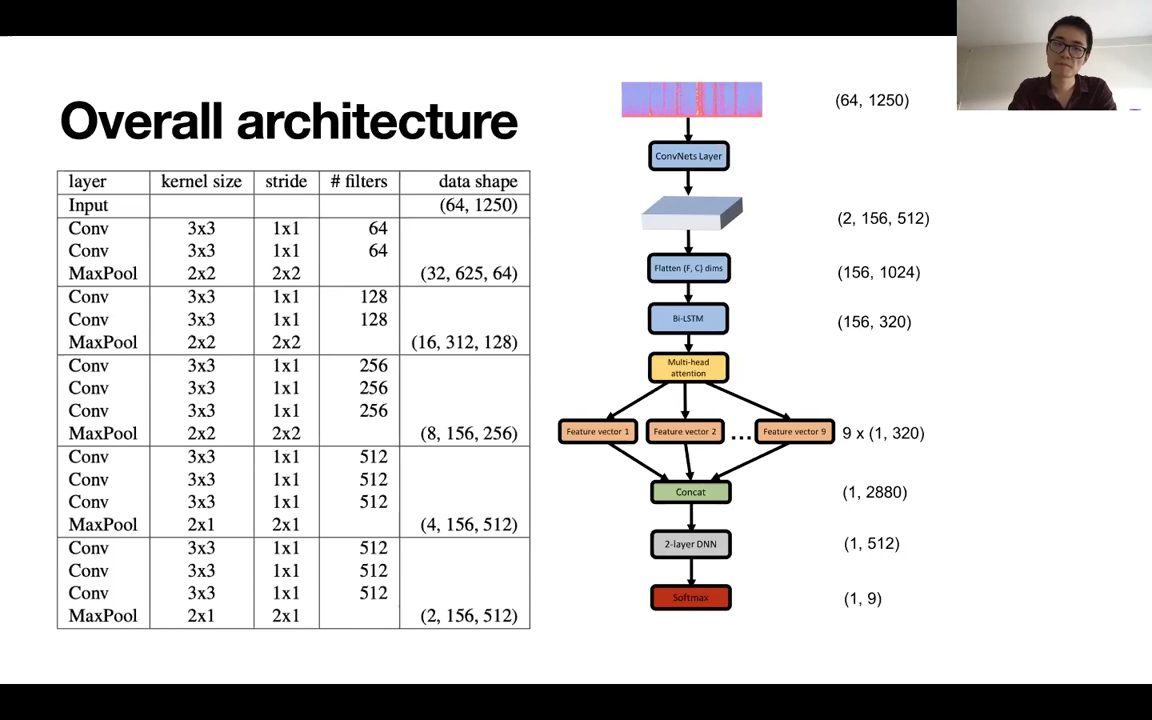 Overall architecture
layer kernel size stride # filters data shape
Input (64, 1250)
Conv 3x3 1x1 64
Conv 3x3 1x1 64
MaxPool 2x2 2x2 (32, 625, 64)
Conv 3x3 1x1 128
Conv 3x3 1x1 128
MaxPool 2x2 2x2 (16, 312, 128)
Conv 3x3 1x1 256
Conv 3x3 1x1 256
Conv 3x3 1x1 256
MaxPool 2x2 2x2 (8, 156, 256)
Conv 3x3 1x1 512
Conv 3x3 1x1 512
Conv 3x3 1x1 512
MaxPool 2x1 2x1 (4, 156, 512)
Conv 3x3 1x1 512
Conv 3x3 1x1 512
Conv 3x3 1x1 512
MaxPool 2x1 2x1 (2, 156, 512)
(64, 1250)
ConvNets Layer
(2, 156, 512)
Flatten (F, C) dims (156, 1024)
Bi-LSTM (156, 320)
Multi-head
attention
Feature vector 1 Feature vector 2 ... Feature vector 9 9 x (1, 320)
Concat (1, 2880)
2-layer DNN (1, 512)
Softmax (1, 9)